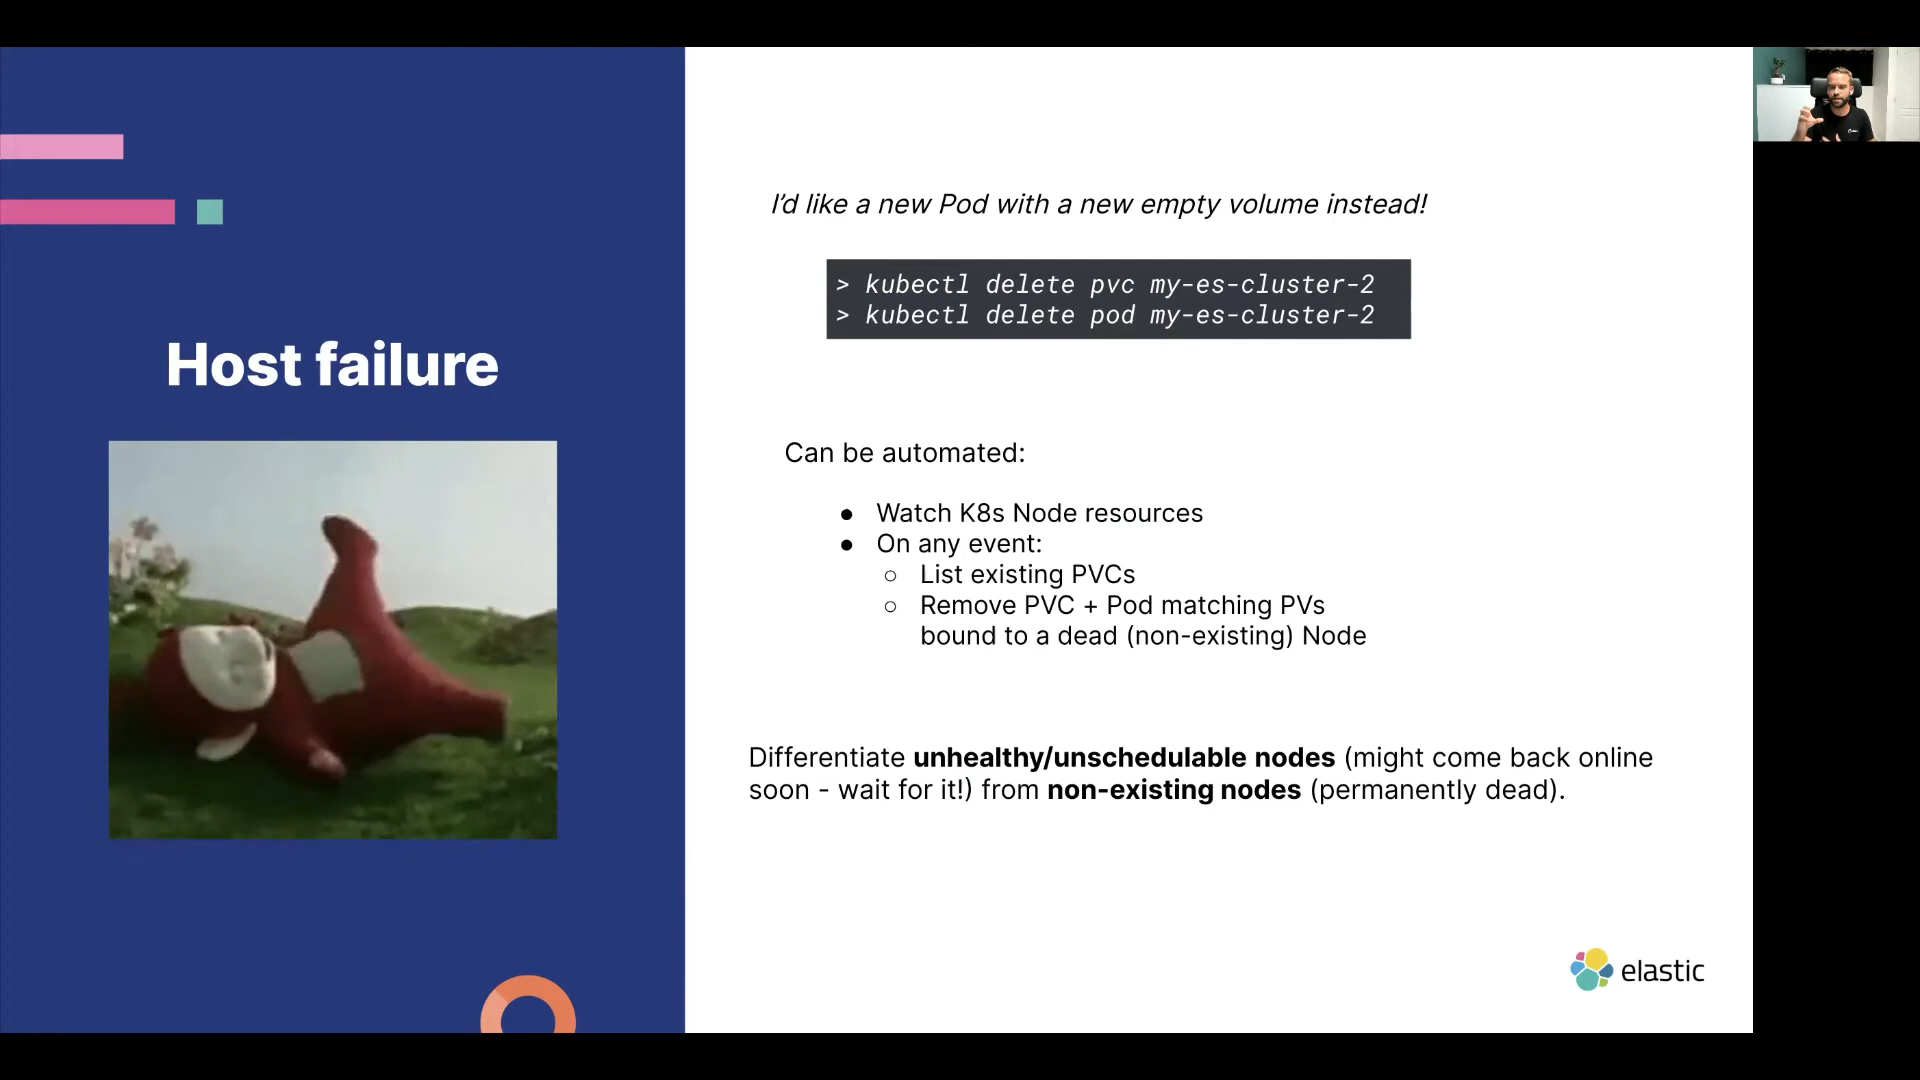 Host failure
I'd like a new Pod with a new empty volume instead!
> kubectl delete pvc my-es-cluster-2
> kubectl delete pod my-es-cluster-2
Can be automated:
● Watch K8s Node resources
● On any event:
○ List existing PVCs
○ Remove PVC + Pod matching PVs
bound to a dead (non-existing) Node
Differentiate unhealthy/unschedulable nodes (might come back online
soon - wait for it!) from non-existing nodes (permanently dead).
elastic